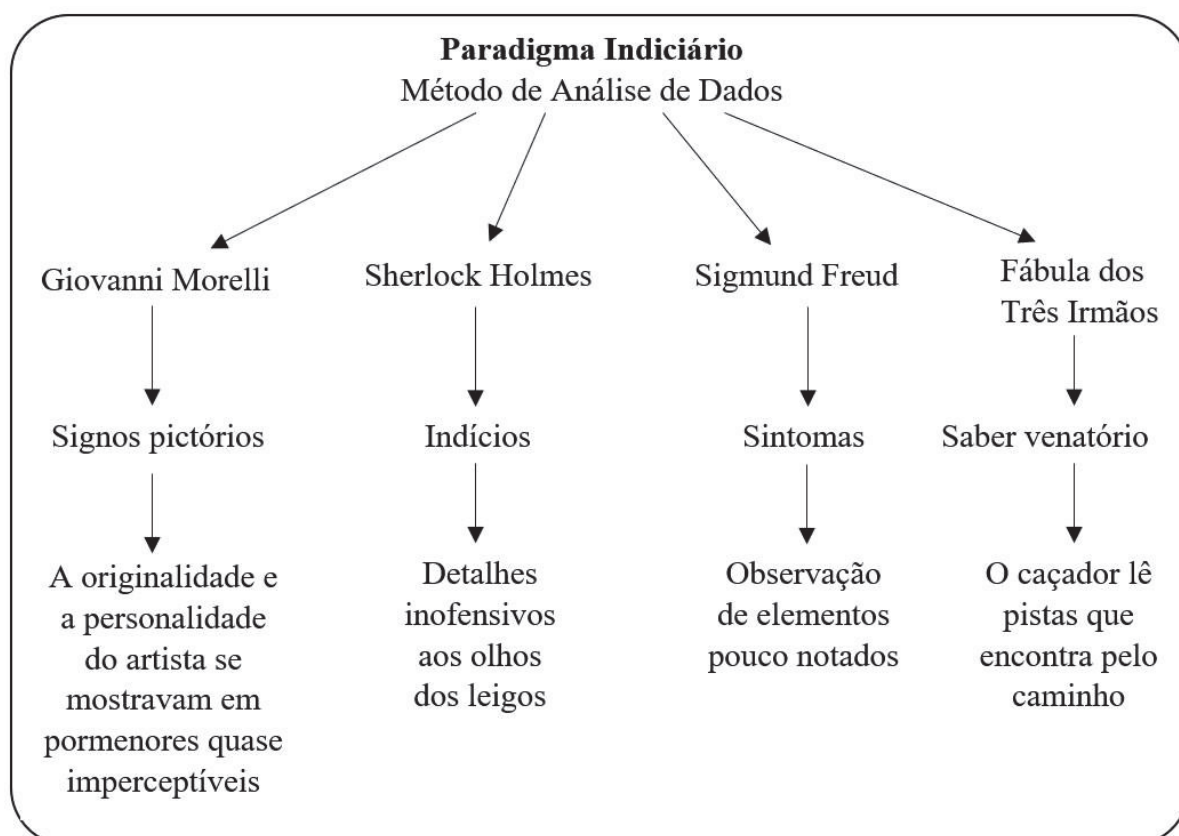 Paradigma Indiciário
Método de Análise de Dados
Giovanni Morelli
Sherlock Holmes
Sigmund Freud
Fábula dos
Três Irmãos
Signos pictórios
Indícios
Sintomas
Saber venatório
A originalidade e
a personalidade
do artista se
mostravam em
pormenores quase
imperceptíveis
Detalhes
inofensivos
aos olhos
dos leigos
Observação
de elementos
pouco notados
O caçador lê
pistas que
encontra pelo
caminho